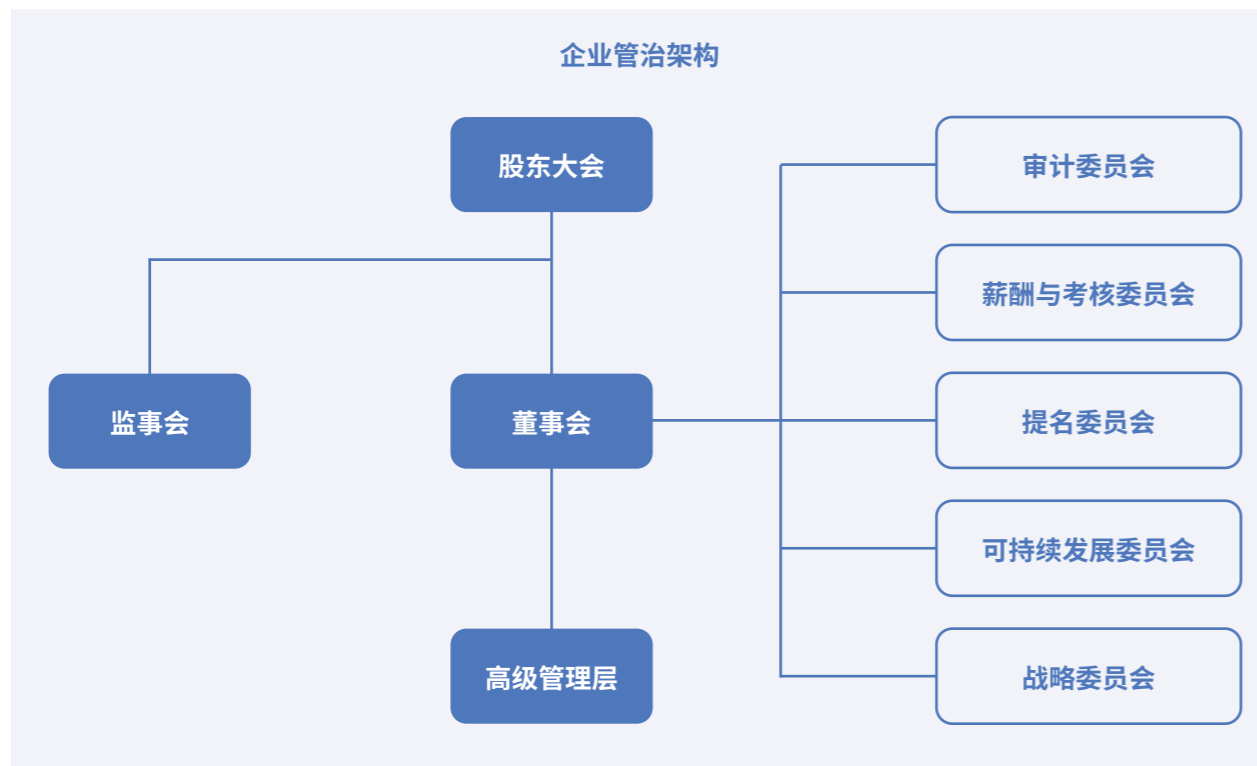 企业管治架构
股东大会
监事会
董事会
高级管理层
审计委员会
薪酬与考核委员会
提名委员会
可持续发展委员会
战略委员会